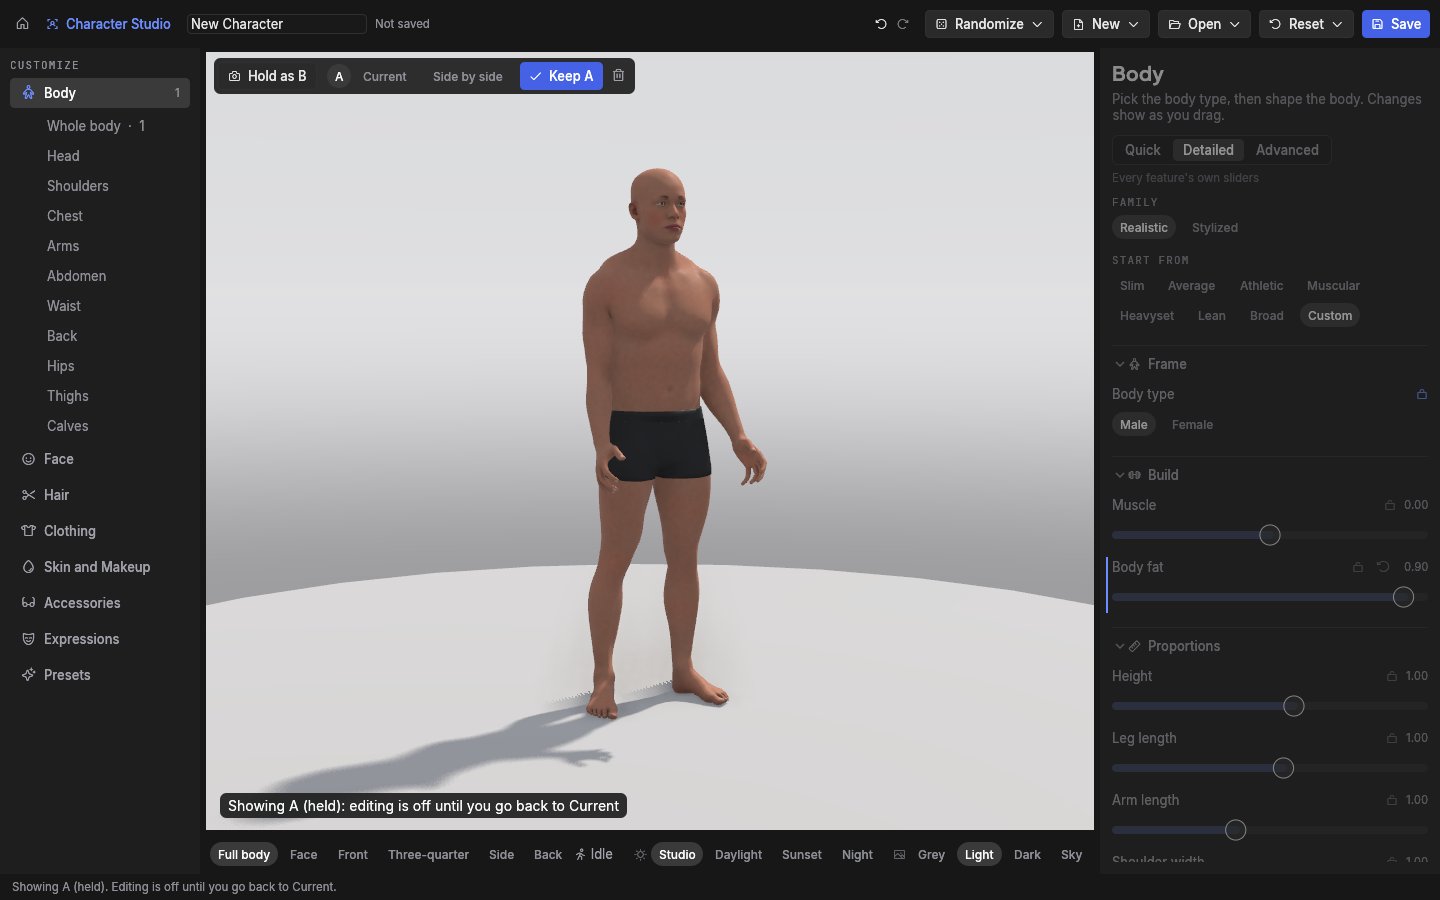 Character Studio
New Character
Not saved
Randomize
New
Open
Reset
Save
CUSTOMIZE
Body
1
Whole body · 1
Head
Shoulders
Chest
Arms
Abdomen
Waist
Back
Hips
Thighs
Calves
Face
Hair
Clothing
Skin and Makeup
Accessories
Expressions
Presets
Hold as B
A
Current
Side by side
Keep A
Showing A (held): editing is off until you go back to Current
Full body
Face
Front
Three-quarter
Side
Back
Idle
Studio
Daylight
Sunset
Night
Grey
Light
Dark
Sky
Body
Pick the body type, then shape the body. Changes
show as you drag.
Quick
Detailed
Advanced
Every feature's own sliders
FAMILY
Realistic
Stylized
START FROM
Slim
Average
Athletic
Muscular
Heavyset
Lean
Broad
Custom
Frame
Body type
Male
Female
Build
Muscle
0.00
Body fat
0.90
Proportions
Height
1.00
Leg length
1.00
Arm length
1.00
Shoulder width
1.00
Showing A (held). Editing is off until you go back to Current.